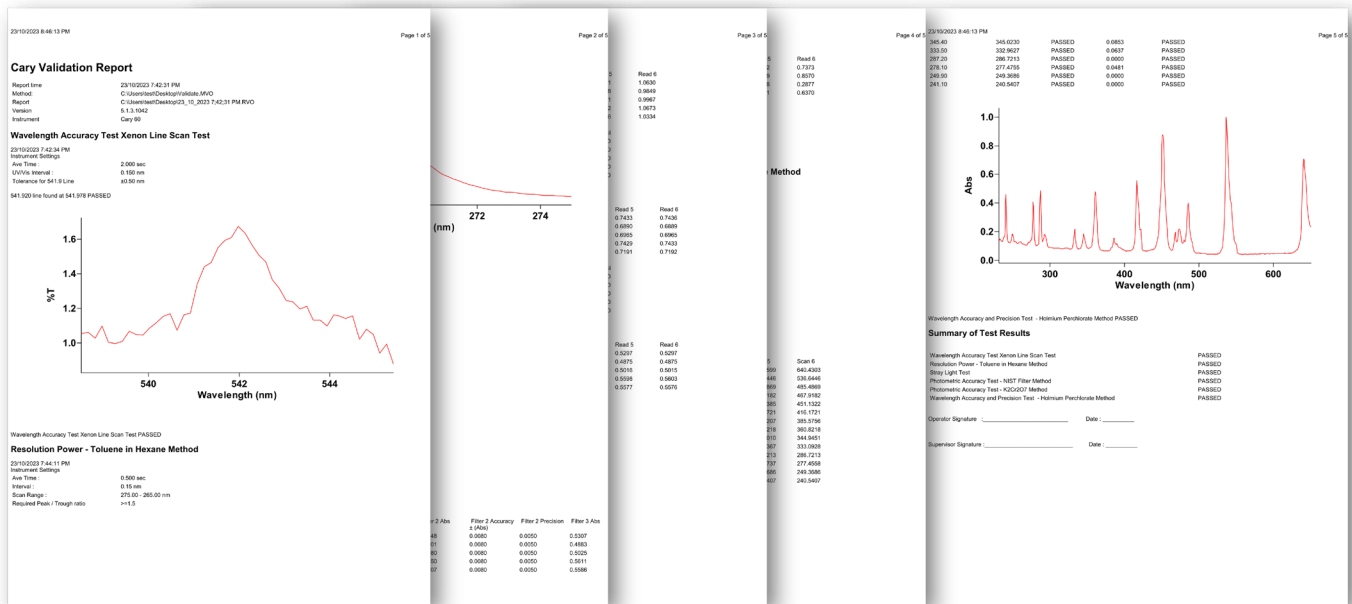 23/10/2023 8:46:13 PM
Page 1 of 5
Cary Validation Report
Report time 23/10/2023 7:42:31 PM
Method: C:\Users\test\Desktop\Validate.MVO
Report C:\Users\test\Desktop\23_10_2023 7;42;31 PM.RVO
Version 5.1.3.1042
Instrument Cary 60
Wavelength Accuracy Test Xenon Line Scan Test
23/10/2023 7:42:34 PM
Instrument Settings
Ave Time : 2.000 sec
UV/Vis Interval : 0.150 nm
Tolerance for 541.9 Line ±0.50 nm
541.920 line found at 541.978 PASSED
1.6
1.4
1.2
1.0
%T
540 542 544
Wavelength (nm)
Wavelength Accuracy Test Xenon Line Scan Test PASSED
Resolution Power - Toluene in Hexane Method
23/10/2023 7:44:11 PM
Instrument Settings
Ave Time : 0.500 sec
Interval : 0.15 nm
Scan Range : 275.00 - 265.00 nm
Required Peak / Trough ratio >=1.5
Page 2 of 5
272 274
(nm)
2 Abs Filter 2 Accuracy Filter 2 Precision Filter 3 Abs
± (Abs)
0.0080 0.0050 0.5307
0.0080 0.0050 0.4883
0.0080 0.0050 0.5025
0.0080 0.0050 0.5611
0.0080 0.0050 0.5586
Page 3 of 5
Read 6
1.0630
0.9849
0.9967
1.0673
1.0334
Read 5 Read 6
0.7433 0.7436
0.6890 0.6889
0.6965 0.6965
0.7429 0.7433
0.7191 0.7192
Read 5 Read 6
0.5297 0.5297
0.4875 0.4875
0.5016 0.5015
0.5598 0.5603
0.5577 0.5576
Page 4 of 5
Read 6
0.7373
0.8570
0.2877
0.6370
Method
Scan 6
640.4303
536.6446
485.4869
467.9182
451.1322
416.1721
385.5756
360.8218
344.9451
333.0928
286.7213
277.4558
249.3686
240.5407
23/10/2023 8:46:13 PM
Page 5 of 5
345.40 345.0230 PASSED 0.0853 PASSED
333.50 332.9627 PASSED 0.0637 PASSED
287.20 286.7213 PASSED 0.0000 PASSED
278.10 277.4755 PASSED 0.0481 PASSED
249.90 249.3686 PASSED 0.0000 PASSED
241.10 240.5407 PASSED 0.0000 PASSED
1.0
0.8
0.6
0.4
0.2
0.0
Abs
300 400 500 600
Wavelength (nm)
Wavelength Accuracy and Precision Test - Holmium Perchlorate Method PASSED
Summary of Test Results
Wavelength Accuracy Test Xenon Line Scan Test PASSED
Resolution Power - Toluene in Hexane Method PASSED
Stray Light Test PASSED
Photometric Accuracy Test - NIST Filter Method PASSED
Photometric Accuracy Test - K2Cr2O7 Method PASSED
Wavelength Accuracy and Precision Test - Holmium Perchlorate Method PASSED
Operator Signature : Date :
Supervisor Signature : Date :